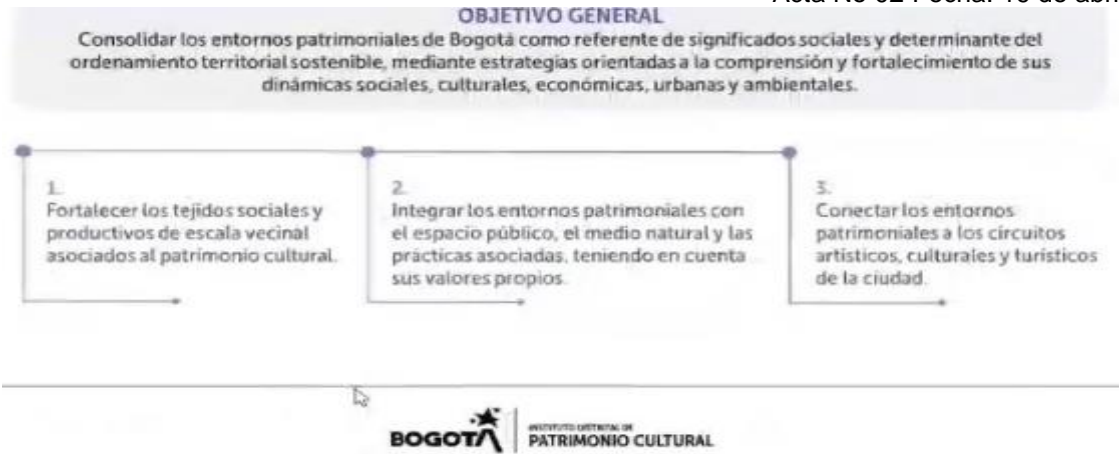 OBJETIVO GENERAL
Consolidar los entornos patrimoniales de Bogotá como referente de significados sociales y determinante del
ordenamiento territorial sostenible, mediante estrategias orientadas a la comprensión y fortalecimiento de sus
dinámicas sociales, culturales, económicas, urbanas y ambientales.
1.
Fortalecer los tejidos sociales y
productivos de escala vecinal
asociados al patrimonio cultural.
2.
Integrar los entornos patrimoniales con
el espacio público, el medio natural y las
prácticas asociadas, teniendo en cuenta
sus valores propios.
3.
Conectar los entornos
patrimoniales a los circuitos
artísticos, culturales y turísticos
de la ciudad.
BOGOTÁ
INSTITUTO DISTRITAL DE
PATRIMONIO CULTURAL